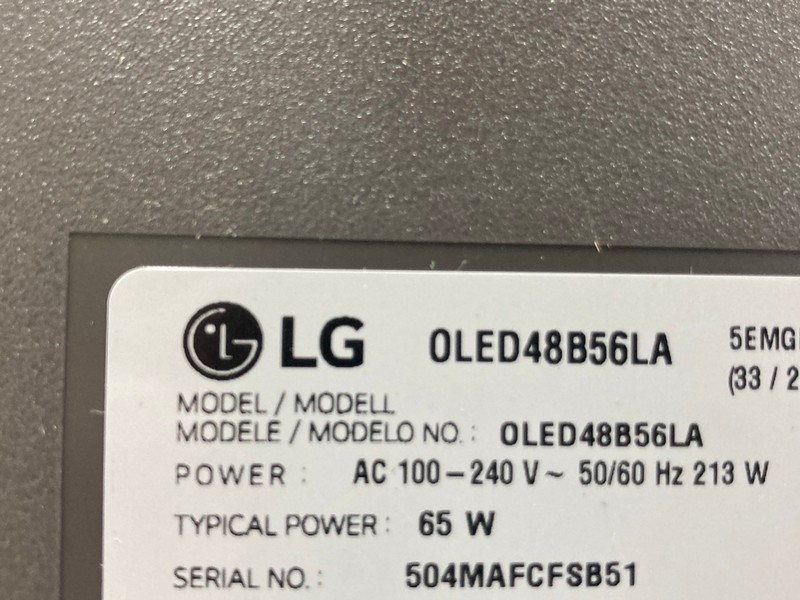 LG OLED48B56LA 5EMG
(33 / 2
MODEL / MODELL
MODELE / MODELO NO. : OLED48B56LA
POWER : AC 100-240 V~ 50/60 Hz 213 W
TYPICAL POWER : 65 W
SERIAL NO. : 504MAFCFSB51